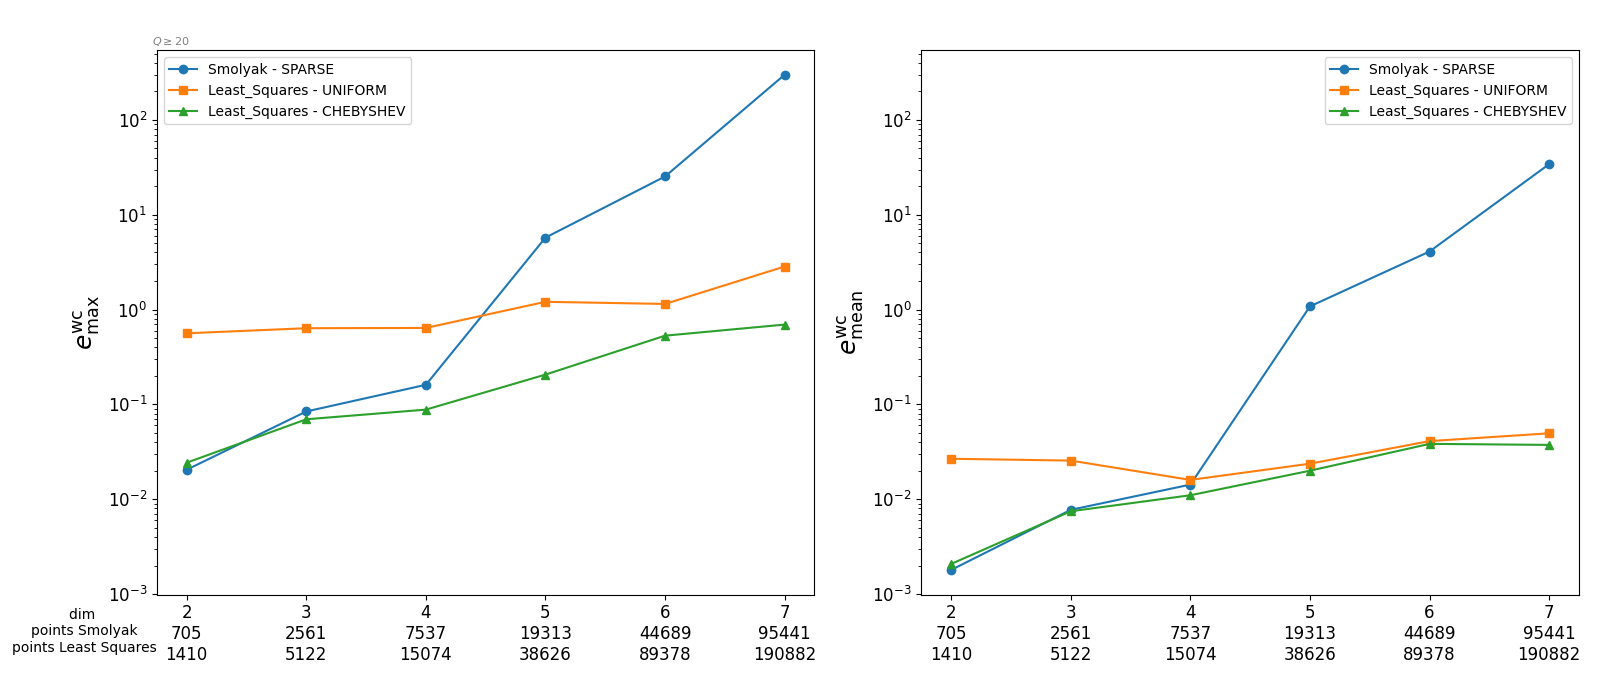 Q ≥ 20
Smolyak - SPARSE
Least_Squares - UNIFORM
Least_Squares - CHEBYSHEV
10²
10¹
10⁰
10⁻¹
10⁻²
10⁻³
e^wc_max
2 3 4 5 6 7
705 2561 7537 19313 44689 95441
1410 5122 15074 38626 89378 190882
dim
points Smolyak
points Least Squares
Smolyak - SPARSE
Least_Squares - UNIFORM
Least_Squares - CHEBYSHEV
10²
10¹
10⁰
10⁻¹
10⁻²
10⁻³
e^wc_mean
2 3 4 5 6 7
705 2561 7537 19313 44689 95441
1410 5122 15074 38626 89378 190882